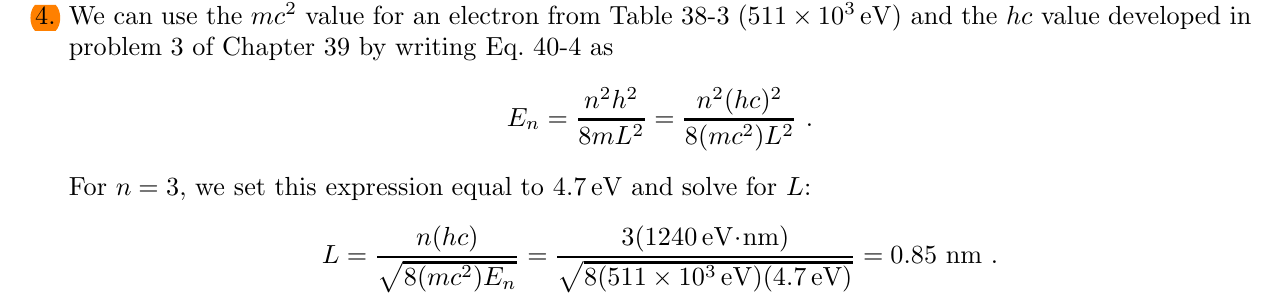 4. We can use the mc² value for an electron from Table 38-3 (511 × 10³ eV) and the hc value developed in
problem 3 of Chapter 39 by writing Eq. 40-4 as
Eₙ = n²h² / 8mL² = n²(hc)² / 8(mc²)L² .
For n = 3, we set this expression equal to 4.7 eV and solve for L:
L = n(hc) / √8(mc²)Eₙ = 3(1240 eV·nm) / √8(511 × 10³ eV)(4.7 eV) = 0.85 nm .